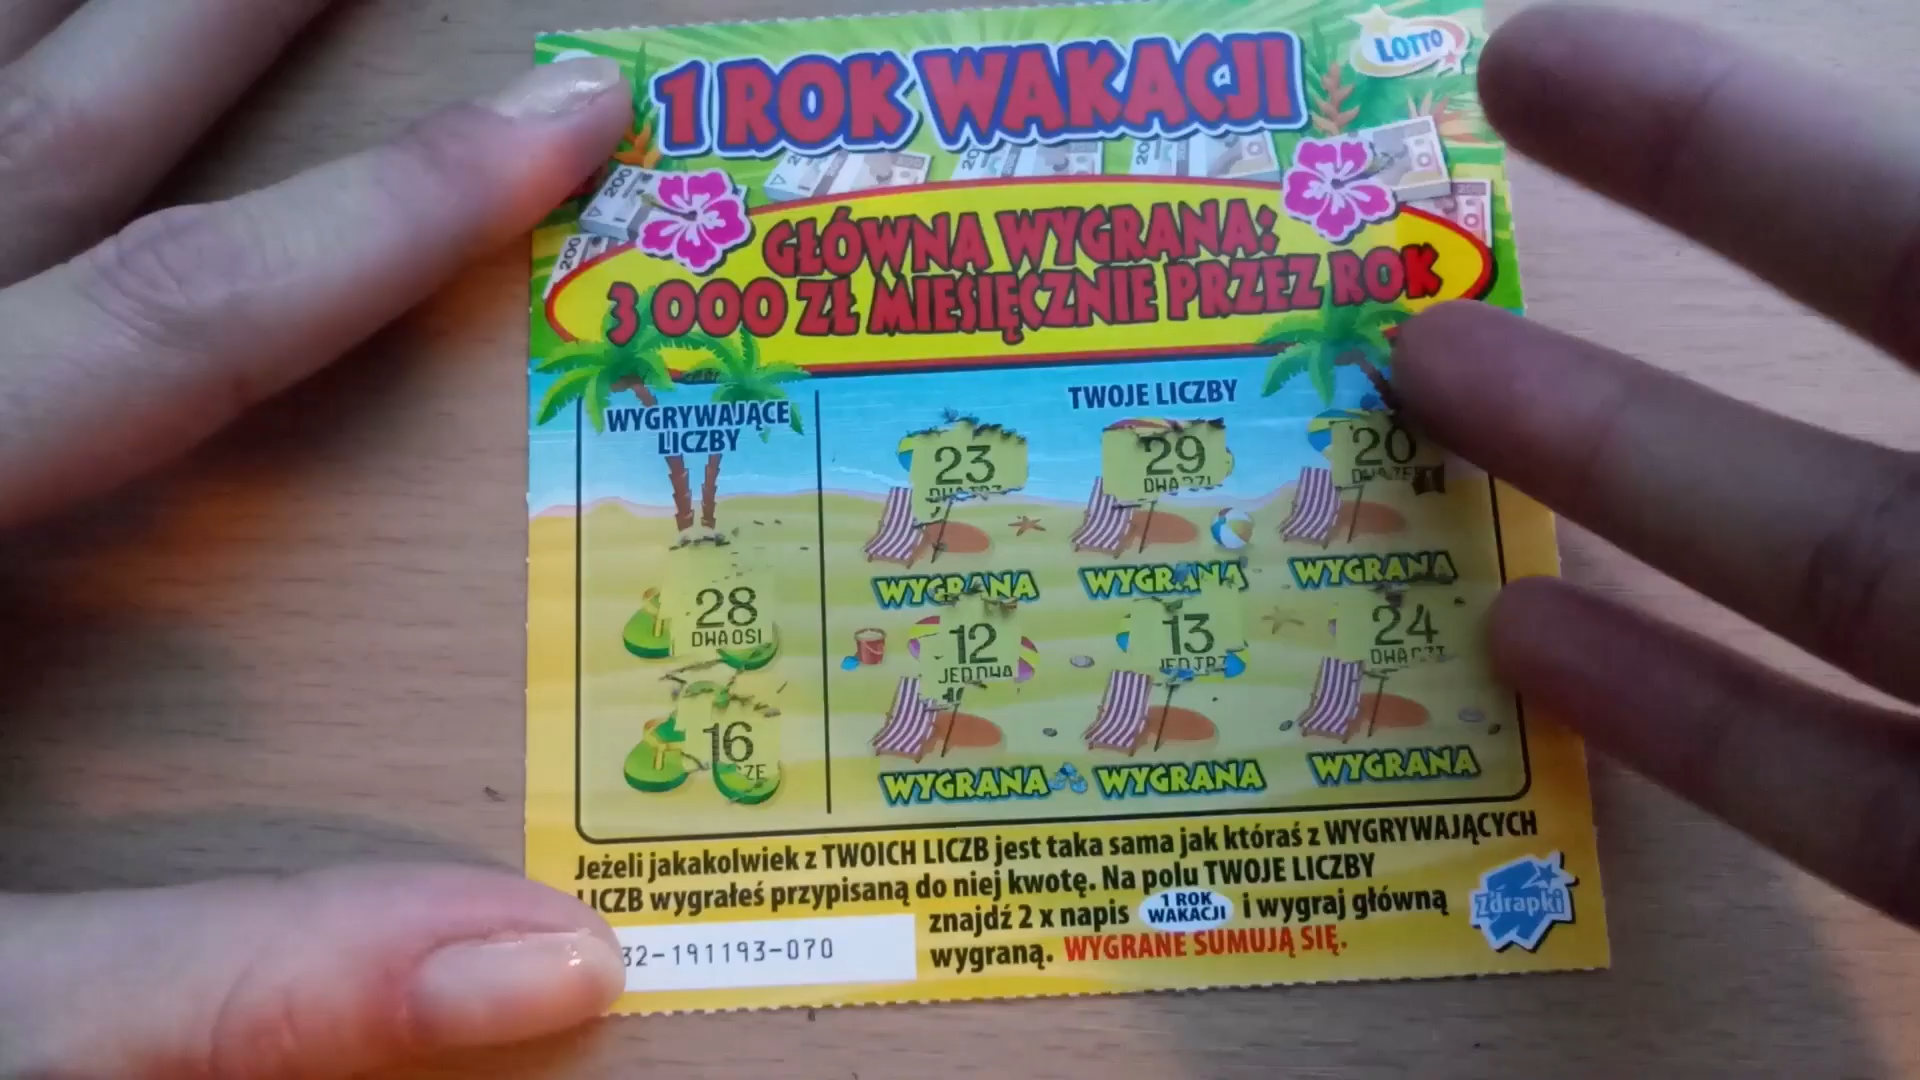 1 ROK WAKACJI
LOTTO
GŁÓWNA WYGRANA:
3 000 ZŁ MIESIĘCZNIE PRZEZ ROK
WYGRYWAJĄCE
LICZBY
TWOJE LICZBY
23
29
20
28
DWAOSI
WYGRANA
WYGRANA
WYGRANA
12
JEDDWA
13
JEDTRZ
24
16
WYGRANA
WYGRANA
WYGRANA
Jeżeli jakakolwiek z TWOICH LICZB jest taka sama jak któraś z WYGRYWAJĄCYCH
LICZB wygrałeś przypisaną do niej kwotę. Na polu TWOJE LICZBY
znajdź 2 x napis 1 ROK WAKACJI i wygraj główną
wygraną. WYGRANE SUMUJĄ SIĘ.
32-191193-070
Zdrapki